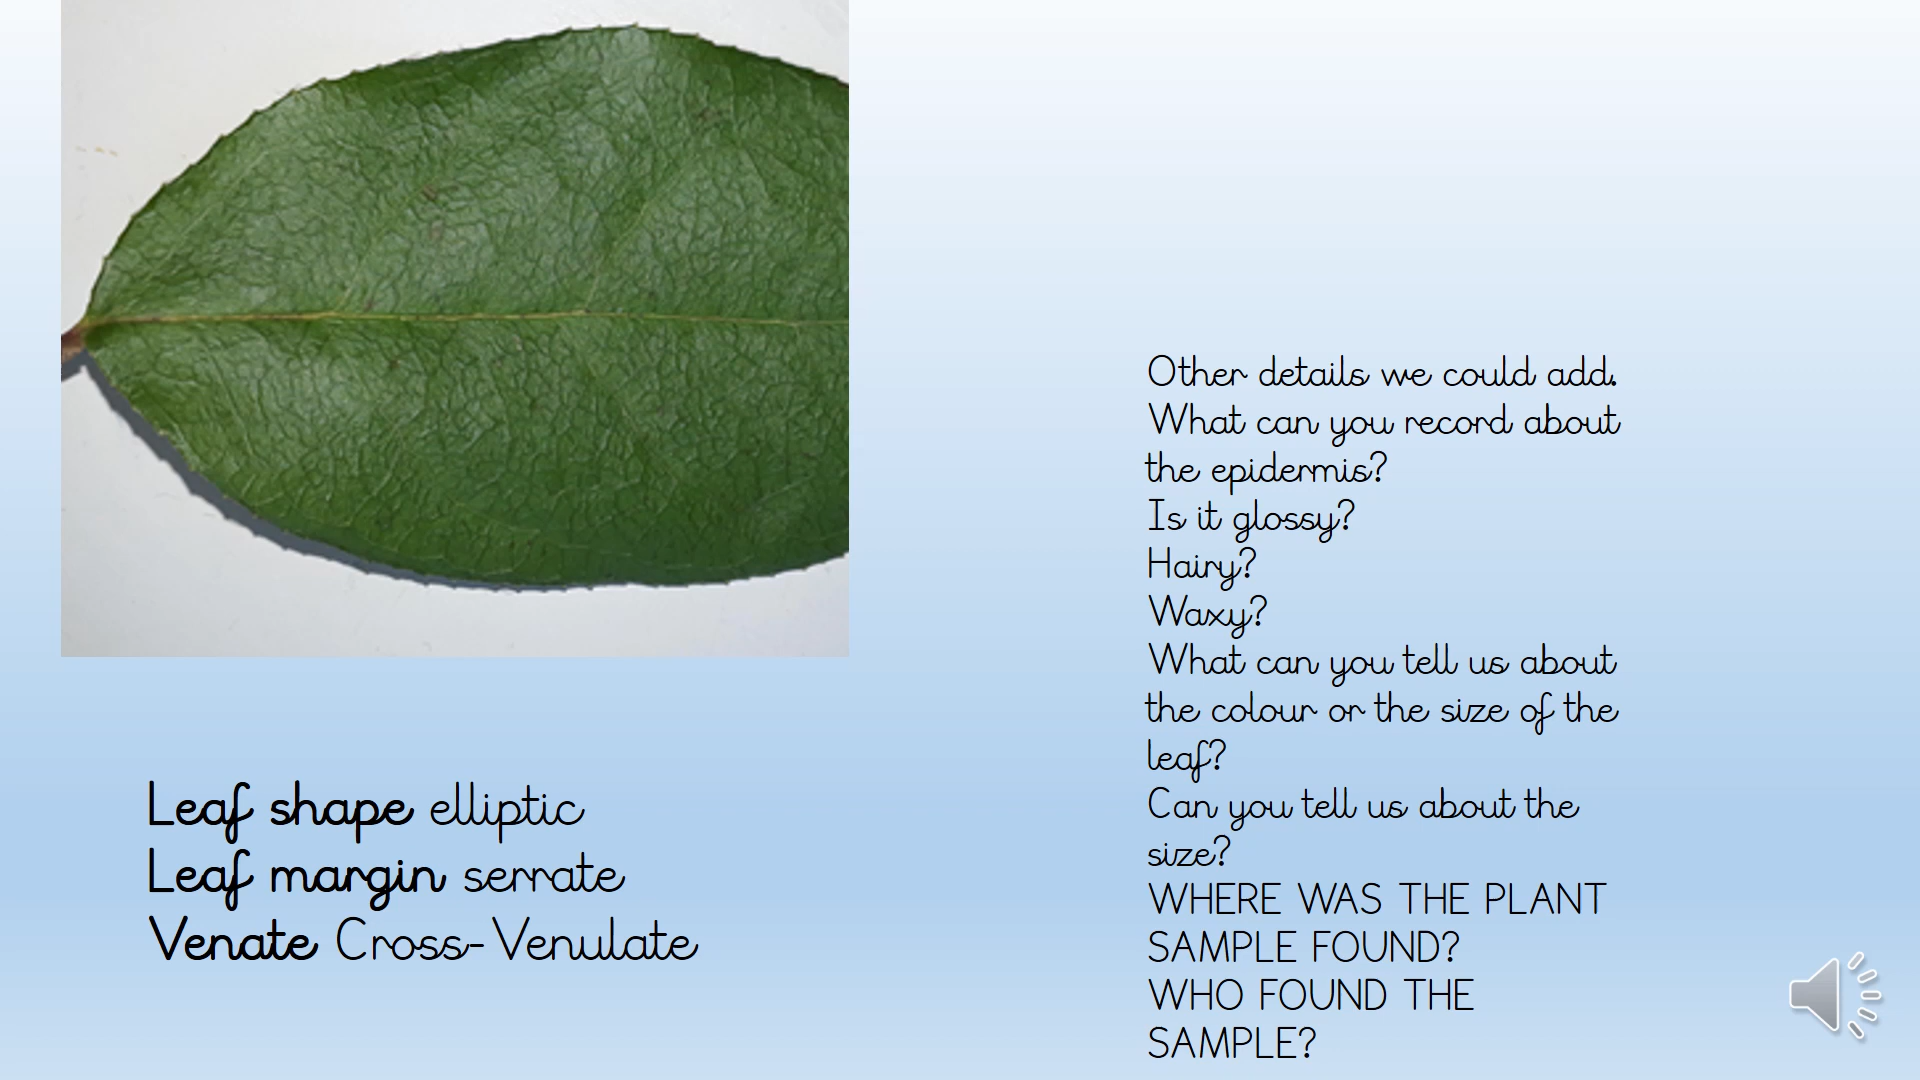 Leaf shape elliptic
Leaf margin serrate
Venate Cross-Venulate
Other details we could add.
What can you record about
the epidermis?
Is it glossy?
Hairy?
Waxy?
What can you tell us about
the colour or the size of the
leaf?
Can you tell us about the
size?
WHERE WAS THE PLANT
SAMPLE FOUND?
WHO FOUND THE
SAMPLE?